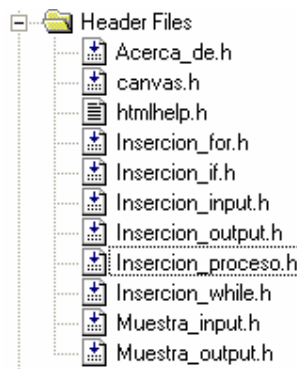 Header Files
Acerca_de.h
canvas.h
htmlhelp.h
Insercion_for.h
Insercion_if.h
Insercion_input.h
Insercion_output.h
Insercion_proceso.h
Insercion_while.h
Muestra_input.h
Muestra_output.h